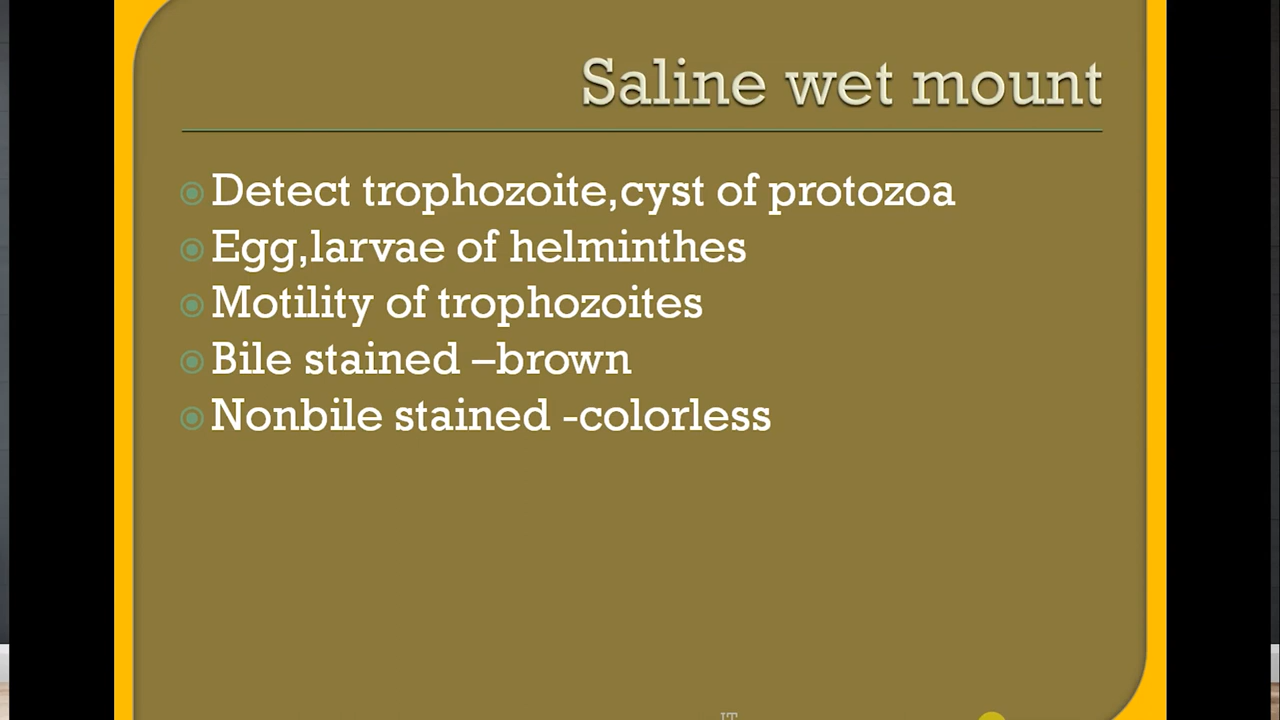 Saline wet mount
Detect trophozoite,cyst of protozoa
Egg,larvae of helminthes
Motility of trophozoites
Bile stained –brown
Nonbile stained -colorless